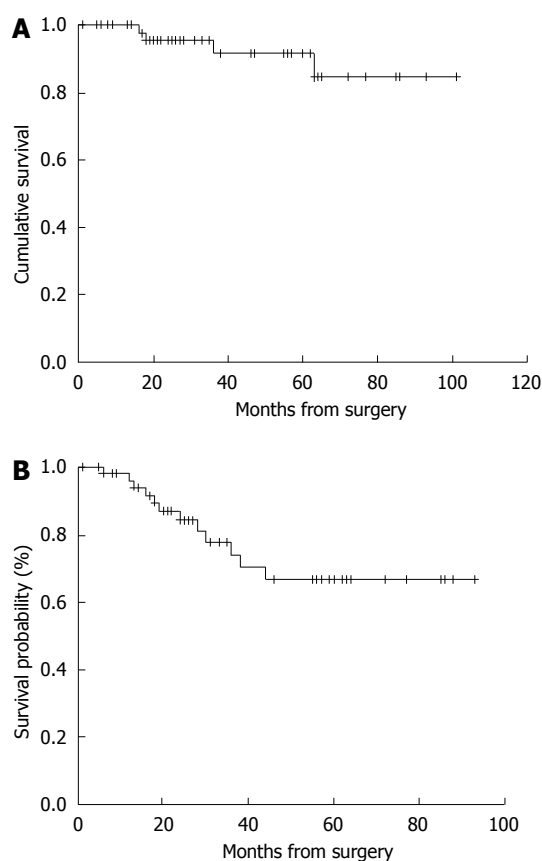 A
1.0
0.8
0.6
0.4
0.2
0.0
Cumulative survival
0 20 40 60 80 100 120
Months from surgery
B
1.0
0.8
0.6
0.4
0.2
0.0
Survival probability (%)
0 20 40 60 80 100
Months from surgery